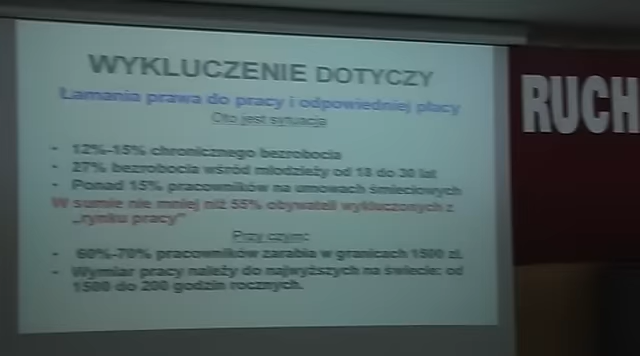 WYKLUCZENIE DOTYCZY
Łamania prawa do pracy i odpowiedniej płacy
Oto jest sytuacja
- 12%-15% chronicznego bezrobocia
- 27% bezrobocia wśród młodzieży od 18 do 30 lat
- Ponad 15% pracowników na umowach śmieciowych
W sumie nie mniej niż 55% obywateli wykluczonych z
„rynku pracy"
Przy czym:
- 60%-70% pracowników zarabia w granicach 1500 zł.
- Wymiar pracy należy do najwyższych na świecie: od
1500 do 200 godzin rocznych.
RUCH